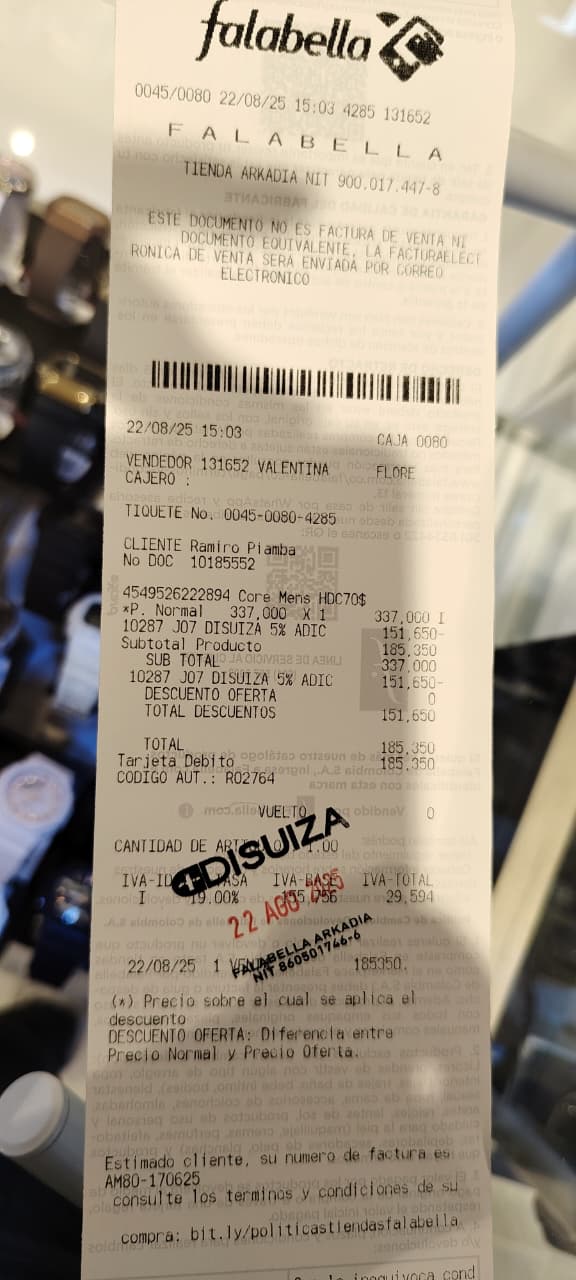 falabella
0045/0080 22/08/25 15:03 4285 131652
F A L A B E L L A
TIENDA ARKADIA NIT 900.017.447-8
ESTE DOCUMENTO NO ES FACTURA DE VENTA NI
DOCUMENTO EQUIVALENTE, LA FACTURAELECT
RONICA DE VENTA SERA ENVIADA POR CORREO
ELECTRONICO
22/08/25 15:03 CAJA 0080
VENDEDOR 131652 VALENTINA FLORE
CAJERO :
TIQUETE No. 0045-0080-4285
CLIENTE Ramiro Piamba
No DOC 10185552
4549526222894 Core Mens HDC70$
*P. Normal 337,000 X 1 337,000 I
10287 J07 DISUIZA 5% ADIC 151,650-
Subtotal Producto 185,350
SUB TOTAL 337,000
10287 J07 DISUIZA 5% ADIC 151,650-
DESCUENTO OFERTA 0
TOTAL DESCUENTOS 151,650
TOTAL 185,350
Tarjeta Debito 185,350
CODIGO AUT.: R02764
VUELTO 0
CANTIDAD DE 1.00
DISUIZA
IVA-ID IVA-BASE IVA-TOTAL
I 19.00% 155,756 29,594
22 AGO 2025
FALABELLA ARKADIA
NIT 860501746-6
22/08/25 1 185350.
(*) Precio sobre el cual se aplica el
descuento
DESCUENTO OFERTA: Diferencia entre
Precio Normal y Precio Oferta.
Estimado cliente, su numero de factura es:
AM80-170625
consulte los terminos y condiciones de su
compra: bit.ly/politicastiendasfalabella